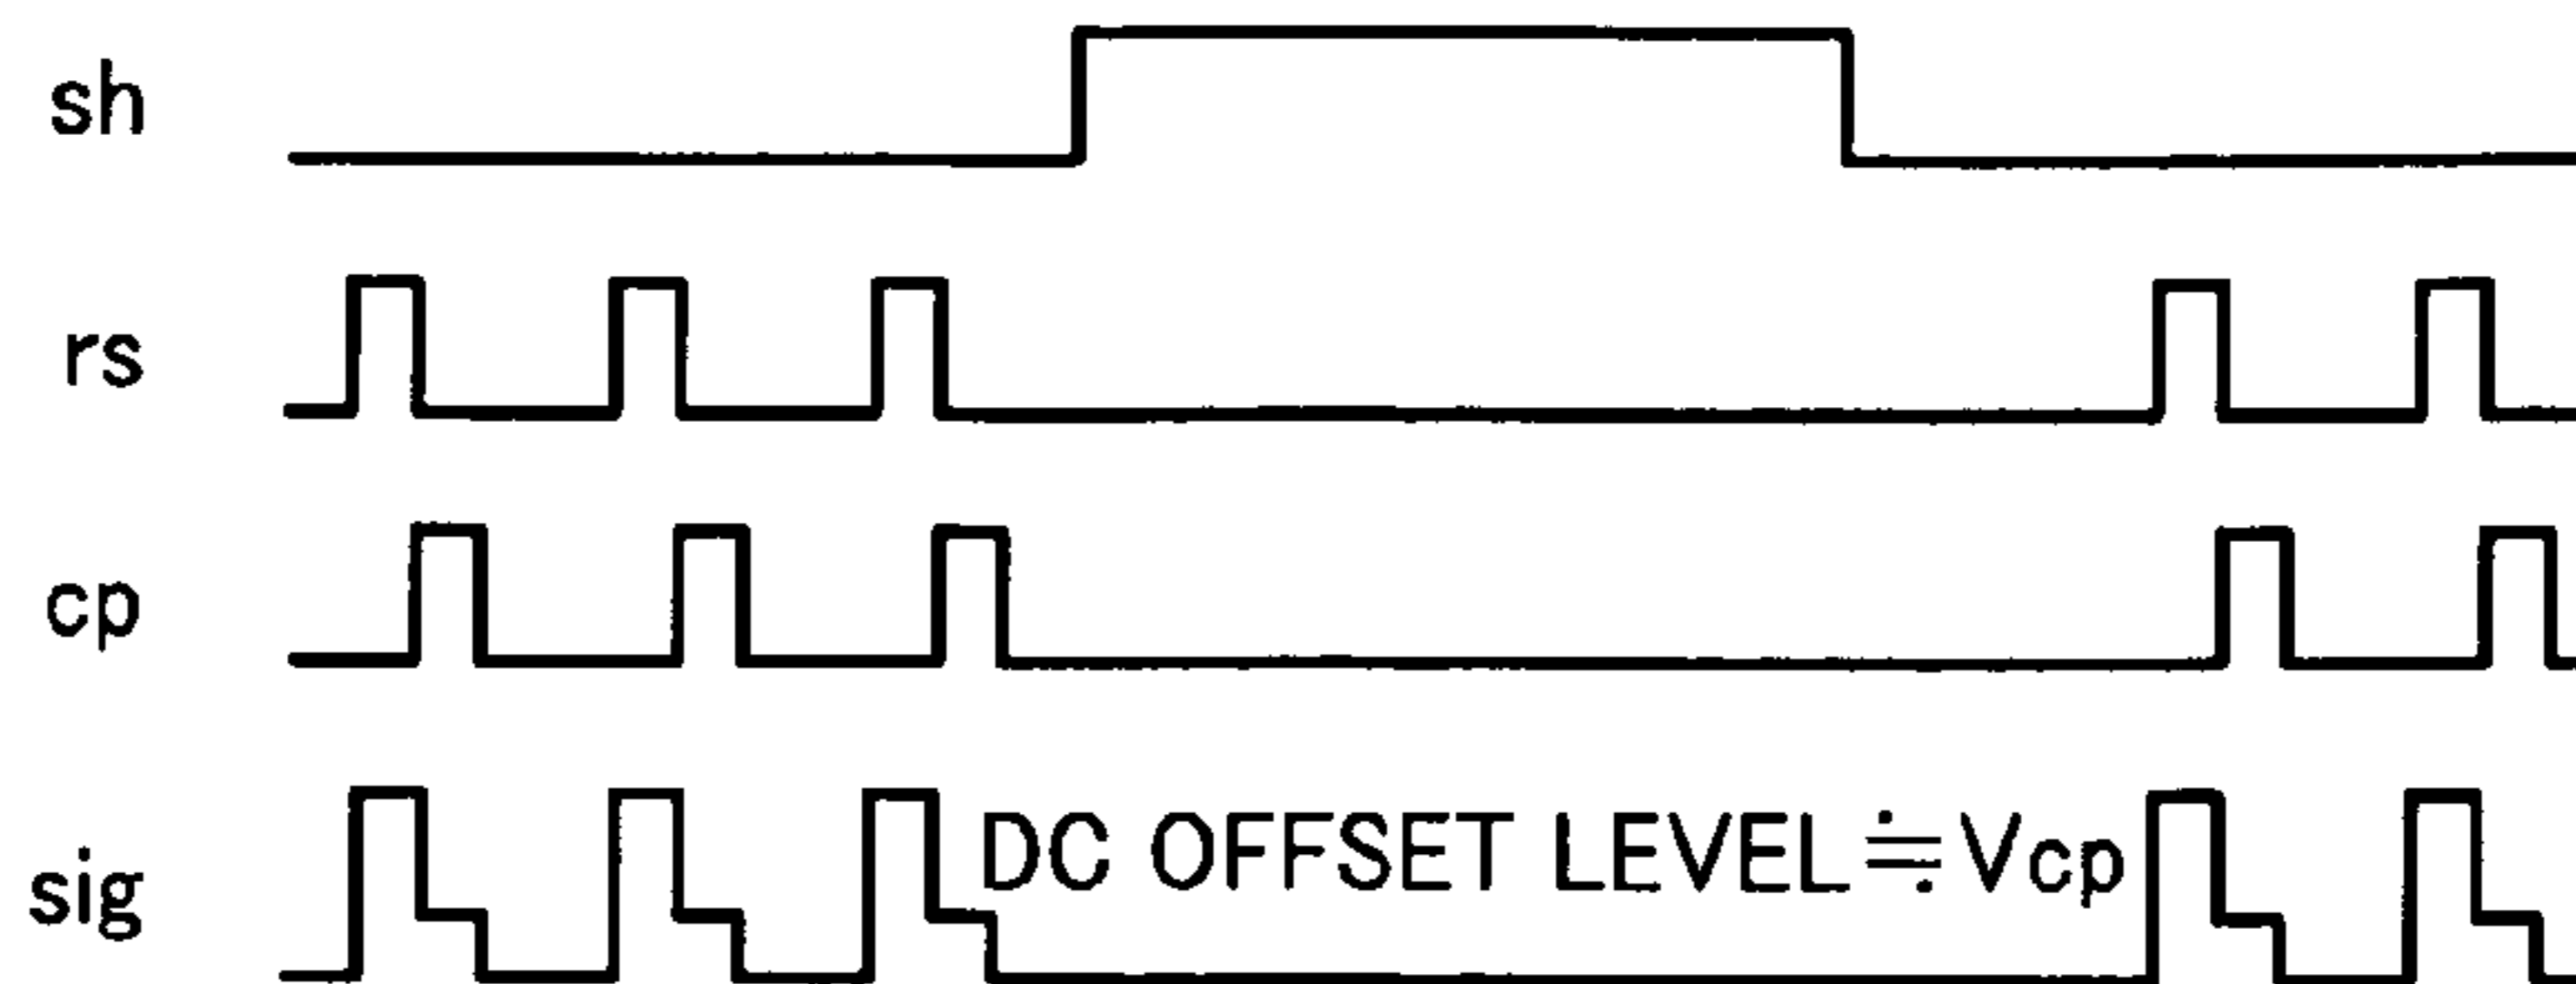 sh
rs
cp
sig
DC OFFSET LEVEL≒Vcp